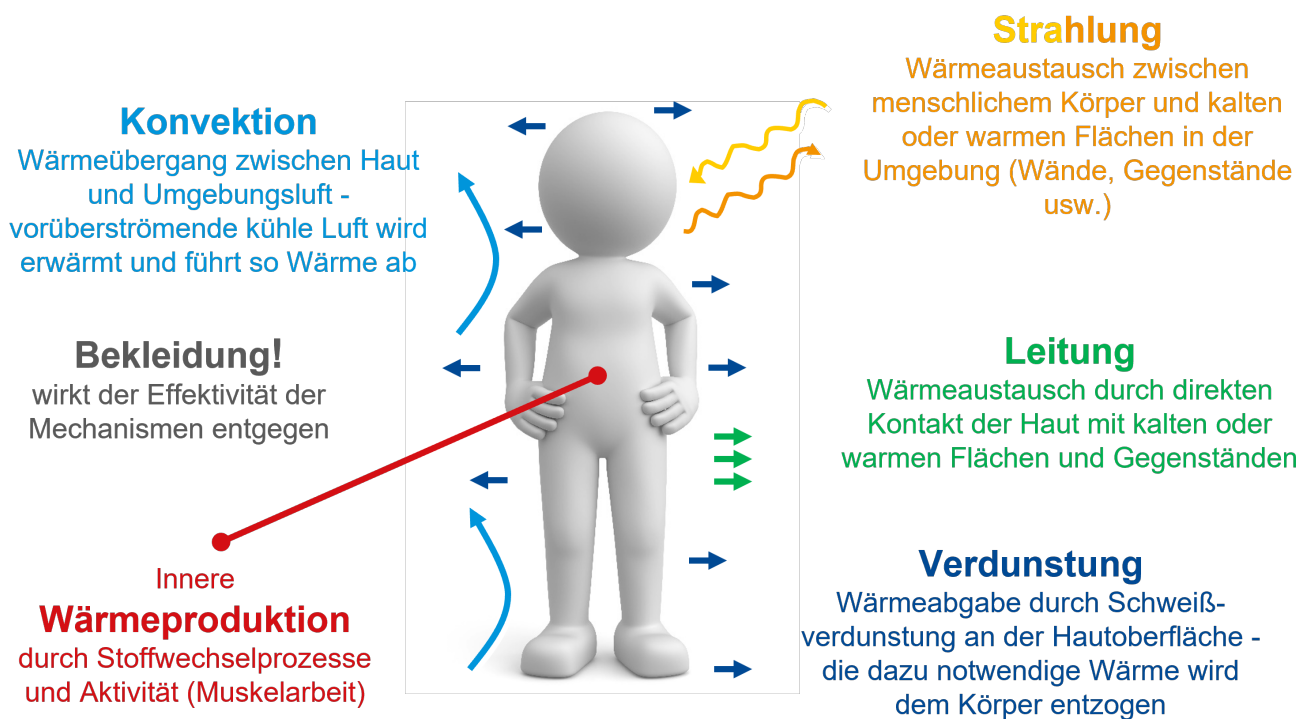 Konvektion
Wärmeübergang zwischen Haut
und Umgebungsluft -
vorüberströmende kühle Luft wird
erwärmt und führt so Wärme ab
Bekleidung!
wirkt der Effektivität der
Mechanismen entgegen
Innere
Wärmeproduktion
durch Stoffwechselprozesse
und Aktivität (Muskelarbeit)
Strahlung
Wärmeaustausch zwischen
menschlichem Körper und kalten
oder warmen Flächen in der
Umgebung (Wände, Gegenstände
usw.)
Leitung
Wärmeaustausch durch direkten
Kontakt der Haut mit kalten oder
warmen Flächen und Gegenständen
Verdunstung
Wärmeabgabe durch Schweiß-
verdunstung an der Hautoberfläche -
die dazu notwendige Wärme wird
dem Körper entzogen